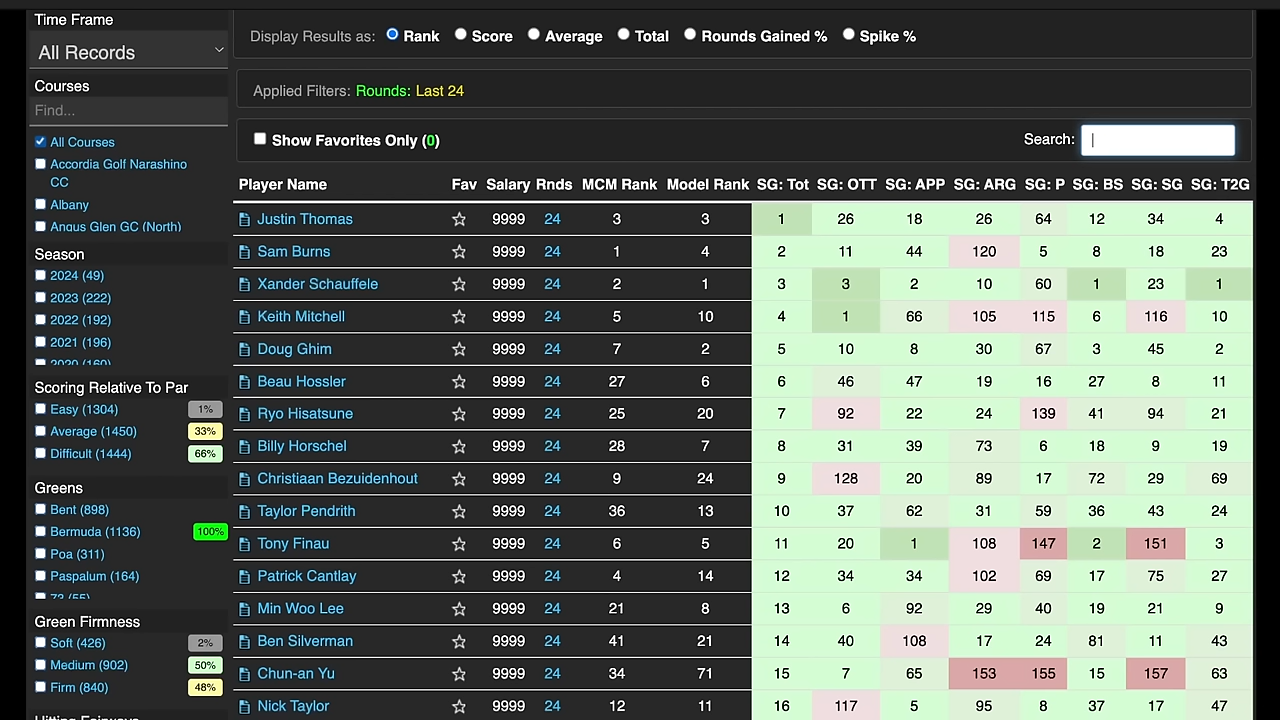 Time Frame
All Records
Courses
Find...
All Courses
Accordia Golf Narashino
CC
Albany
Angus Glen GC (North)
Season
2024 (49)
2023 (222)
2022 (192)
2021 (196)
2020 (160)
Scoring Relative To Par
Easy (1304) 1%
Average (1450) 33%
Difficult (1444) 66%
Greens
Bent (898)
Bermuda (1136) 100%
Poa (311)
Paspalum (164)
Green Firmness
Soft (426) 2%
Medium (902) 50%
Firm (840) 48%
Hitting Fairways
Display Results as: Rank Score Average Total Rounds Gained % Spike %
Applied Filters: Rounds: Last 24
Show Favorites Only (0) Search:
Player Name Fav Salary Rnds MCM Rank Model Rank SG: Tot SG: OTT SG: APP SG: ARG SG: P SG: BS SG: SG SG: T2G
Justin Thomas 9999 24 3 3 1 26 18 26 64 12 34 4
Sam Burns 9999 24 1 4 2 11 44 120 5 8 18 23
Xander Schauffele 9999 24 2 1 3 3 2 10 60 1 23 1
Keith Mitchell 9999 24 5 10 4 1 66 105 115 6 116 10
Doug Ghim 9999 24 7 2 5 10 8 30 67 3 45 2
Beau Hossler 9999 24 27 6 6 46 47 19 16 27 8 11
Ryo Hisatsune 9999 24 25 20 7 92 22 24 139 41 94 21
Billy Horschel 9999 24 28 7 8 31 39 73 6 18 9 19
Christiaan Bezuidenhout 9999 24 9 24 9 128 20 89 17 72 29 69
Taylor Pendrith 9999 24 36 13 10 37 62 31 59 36 43 24
Tony Finau 9999 24 6 5 11 20 1 108 147 2 151 3
Patrick Cantlay 9999 24 4 14 12 34 34 102 69 17 75 27
Min Woo Lee 9999 24 21 8 13 6 92 29 40 19 21 9
Ben Silverman 9999 24 41 21 14 40 108 17 24 81 11 43
Chun-an Yu 9999 24 34 71 15 7 65 153 155 15 157 63
Nick Taylor 9999 24 12 11 16 117 5 95 8 37 17 47